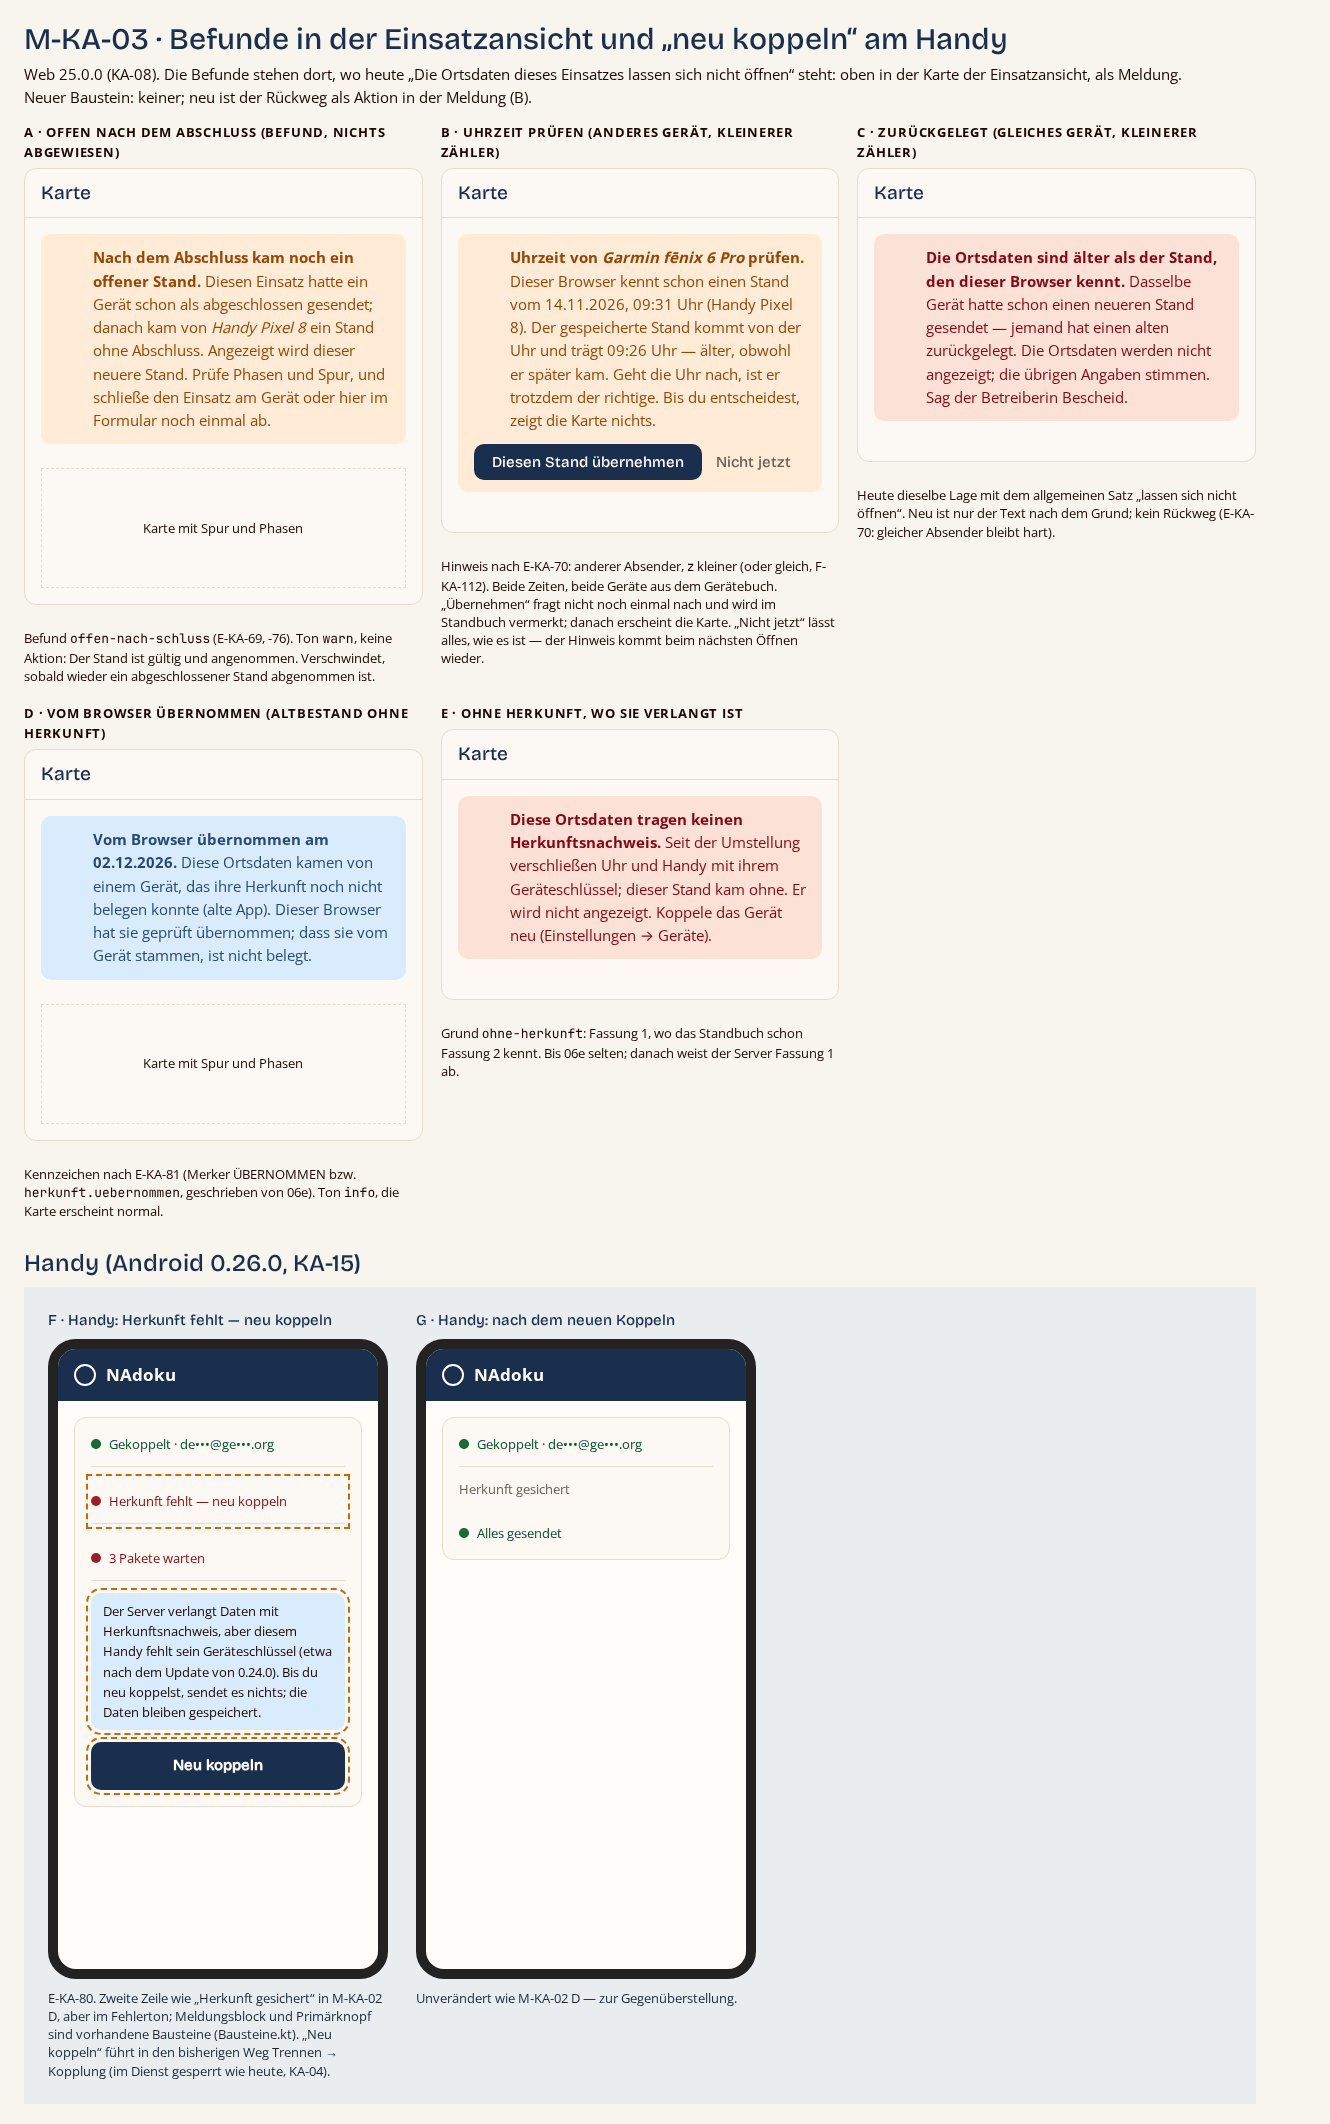 M-KA-03 · Befunde in der Einsatzansicht und „neu koppeln“ am Handy
Web 25.0.0 (KA-08). Die Befunde stehen dort, wo heute „Die Ortsdaten dieses Einsatzes lassen sich nicht öffnen“ steht: oben in der Karte der Einsatzansicht, als Meldung.
Neuer Baustein: keiner; neu ist der Rückweg als Aktion in der Meldung (B).
A · OFFEN NACH DEM ABSCHLUSS (BEFUND, NICHTS
ABGEWIESEN)
Karte
Nach dem Abschluss kam noch ein
offener Stand. Diesen Einsatz hatte ein
Gerät schon als abgeschlossen gesendet;
danach kam von Handy Pixel 8 ein Stand
ohne Abschluss. Angezeigt wird dieser
neuere Stand. Prüfe Phasen und Spur, und
schließe den Einsatz am Gerät oder hier im
Formular noch einmal ab.
Karte mit Spur und Phasen
Befund offen-nach-schluss (E-KA-69, -76). Ton warn, keine
Aktion: Der Stand ist gültig und angenommen. Verschwindet,
sobald wieder ein abgeschlossener Stand abgenommen ist.
B · UHRZEIT PRÜFEN (ANDERES GERÄT, KLEINERER
ZÄHLER)
Karte
Uhrzeit von Garmin fēnix 6 Pro prüfen.
Dieser Browser kennt schon einen Stand
vom 14.11.2026, 09:31 Uhr (Handy Pixel
8). Der gespeicherte Stand kommt von der
Uhr und trägt 09:26 Uhr — älter, obwohl
er später kam. Geht die Uhr nach, ist er
trotzdem der richtige. Bis du entscheidest,
zeigt die Karte nichts.
Diesen Stand übernehmen Nicht jetzt
Hinweis nach E-KA-70: anderer Absender, z kleiner (oder gleich, F-
KA-112). Beide Zeiten, beide Geräte aus dem Gerätebuch.
„Übernehmen“ fragt nicht noch einmal nach und wird im
Standbuch vermerkt; danach erscheint die Karte. „Nicht jetzt“ lässt
alles, wie es ist — der Hinweis kommt beim nächsten Öffnen
wieder.
C · ZURÜCKGELEGT (GLEICHES GERÄT, KLEINERER
ZÄHLER)
Karte
Die Ortsdaten sind älter als der Stand,
den dieser Browser kennt. Dasselbe
Gerät hatte schon einen neueren Stand
gesendet — jemand hat einen alten
zurückgelegt. Die Ortsdaten werden nicht
angezeigt; die übrigen Angaben stimmen.
Sag der Betreiberin Bescheid.
Heute dieselbe Lage mit dem allgemeinen Satz „lassen sich nicht
öffnen“. Neu ist nur der Text nach dem Grund; kein Rückweg (E-KA-
70: gleicher Absender bleibt hart).
D · VOM BROWSER ÜBERNOMMEN (ALTBESTAND OHNE
HERKUNFT)
Karte
Vom Browser übernommen am
02.12.2026. Diese Ortsdaten kamen von
einem Gerät, das ihre Herkunft noch nicht
belegen konnte (alte App). Dieser Browser
hat sie geprüft übernommen; dass sie vom
Gerät stammen, ist nicht belegt.
Karte mit Spur und Phasen
Kennzeichen nach E-KA-81 (Merker ÜBERNOMMEN bzw.
herkunft.uebernommen, geschrieben von 06e). Ton info, die
Karte erscheint normal.
E · OHNE HERKUNFT, WO SIE VERLANGT IST
Karte
Diese Ortsdaten tragen keinen
Herkunftsnachweis. Seit der Umstellung
verschließen Uhr und Handy mit ihrem
Geräteschlüssel; dieser Stand kam ohne. Er
wird nicht angezeigt. Koppele das Gerät
neu (Einstellungen → Geräte).
Grund ohne-herkunft: Fassung 1, wo das Standbuch schon
Fassung 2 kennt. Bis 06e selten; danach weist der Server Fassung 1
ab.
Handy (Android 0.26.0, KA-15)
F · Handy: Herkunft fehlt — neu koppeln
NAdoku
Gekoppelt · de•••@ge•••.org
Herkunft fehlt — neu koppeln
3 Pakete warten
Der Server verlangt Daten mit
Herkunftsnachweis, aber diesem
Handy fehlt sein Geräteschlüssel (etwa
nach dem Update von 0.24.0). Bis du
neu koppelst, sendet es nichts; die
Daten bleiben gespeichert.
Neu koppeln
E-KA-80. Zweite Zeile wie „Herkunft gesichert“ in M-KA-02
D, aber im Fehlerton; Meldungsblock und Primärknopf
sind vorhandene Bausteine (Bausteine.kt). „Neu
koppeln“ führt in den bisherigen Weg Trennen →
Kopplung (im Dienst gesperrt wie heute, KA-04).
G · Handy: nach dem neuen Koppeln
NAdoku
Gekoppelt · de•••@ge•••.org
Herkunft gesichert
Alles gesendet
Unverändert wie M-KA-02 D — zur Gegenüberstellung.